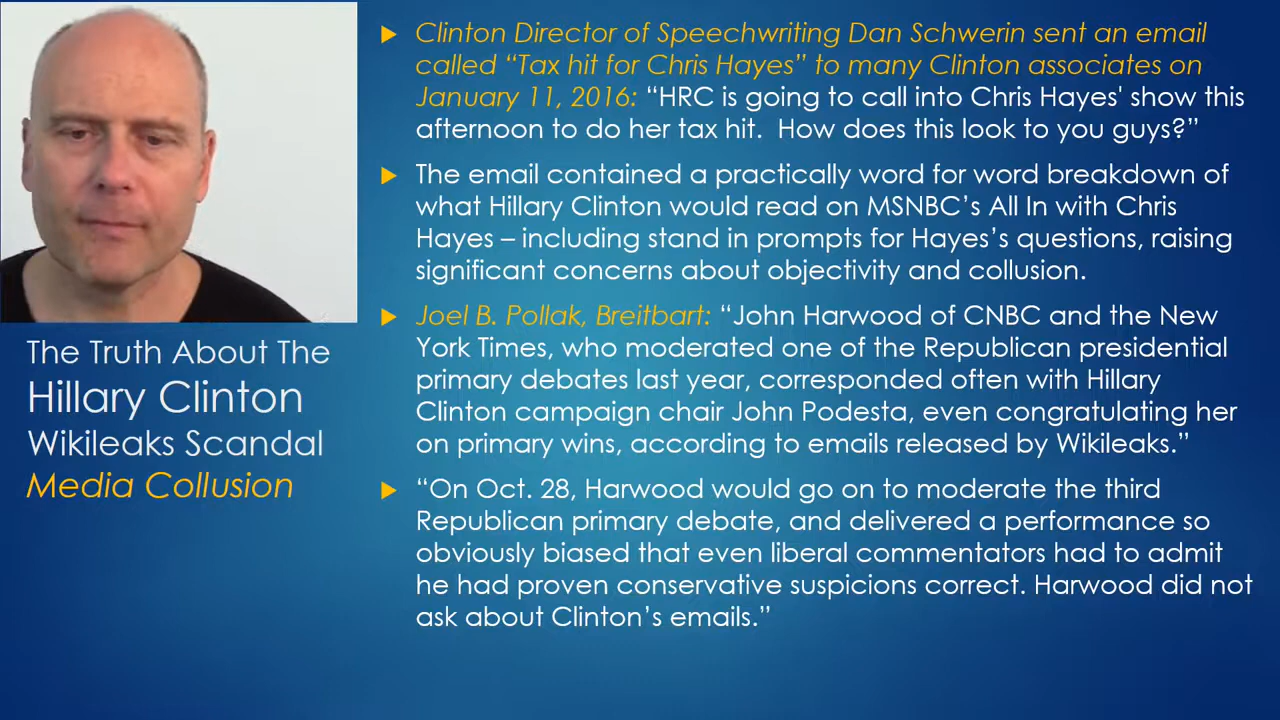 Clinton Director of Speechwriting Dan Schwerin sent an email
called “Tax hit for Chris Hayes” to many Clinton associates on
January 11, 2016: “HRC is going to call into Chris Hayes' show this
afternoon to do her tax hit.  How does this look to you guys?”
The email contained a practically word for word breakdown of
what Hillary Clinton would read on MSNBC’s All In with Chris
Hayes – including stand in prompts for Hayes’s questions, raising
significant concerns about objectivity and collusion.
Joel B. Pollak, Breitbart: “John Harwood of CNBC and the New
York Times, who moderated one of the Republican presidential
primary debates last year, corresponded often with Hillary
Clinton campaign chair John Podesta, even congratulating her
on primary wins, according to emails released by Wikileaks.”
“On Oct. 28, Harwood would go on to moderate the third
Republican primary debate, and delivered a performance so
obviously biased that even liberal commentators had to admit
he had proven conservative suspicions correct. Harwood did not
ask about Clinton’s emails.”
The Truth About The
Hillary Clinton
Wikileaks Scandal
Media Collusion